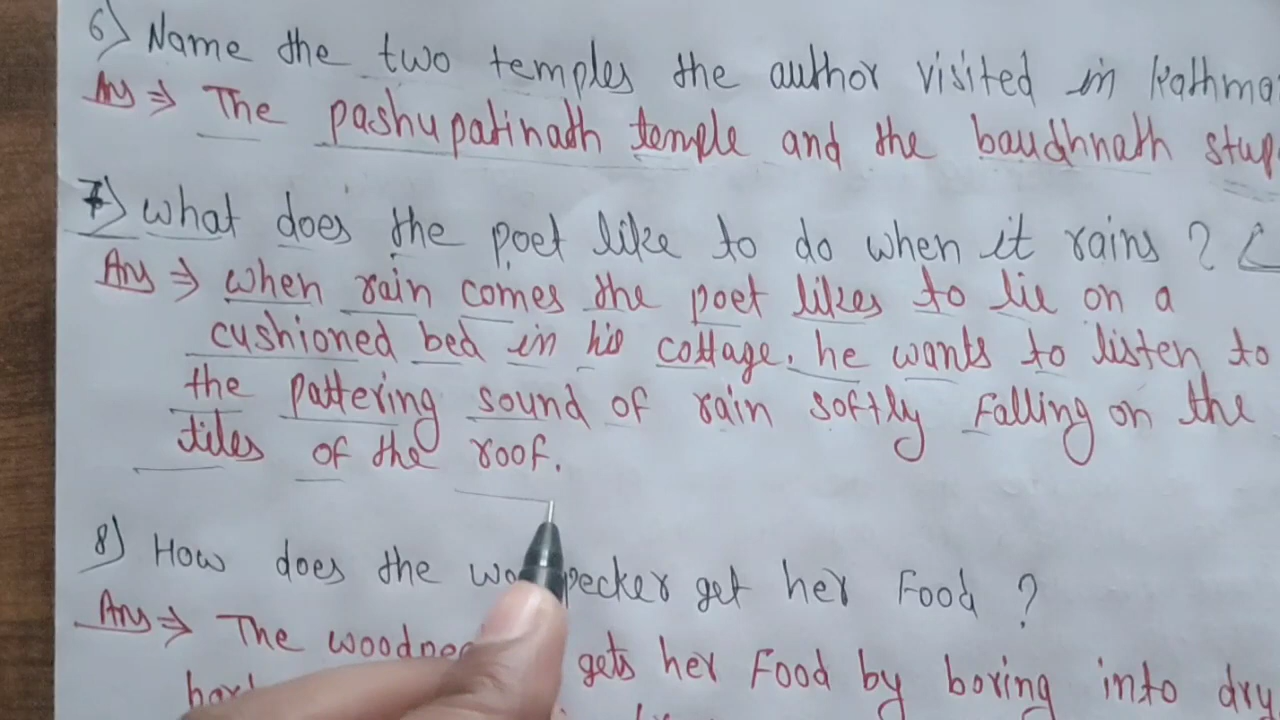 6) Name the two temples the author visited in Kathma
Ans ⇒ The pashupatinath temple and the baudhnath stup
7) What does the poet like to do when it rains ?
Ans ⇒ when rain comes the poet likes to lie on a
cushioned bed in his cottage. he wants to listen to
the pattering sound of rain softly Falling on the
tiles of the roof.
8) How does the get her Food ?
Ans ⇒ The gets her Food by boring into dry